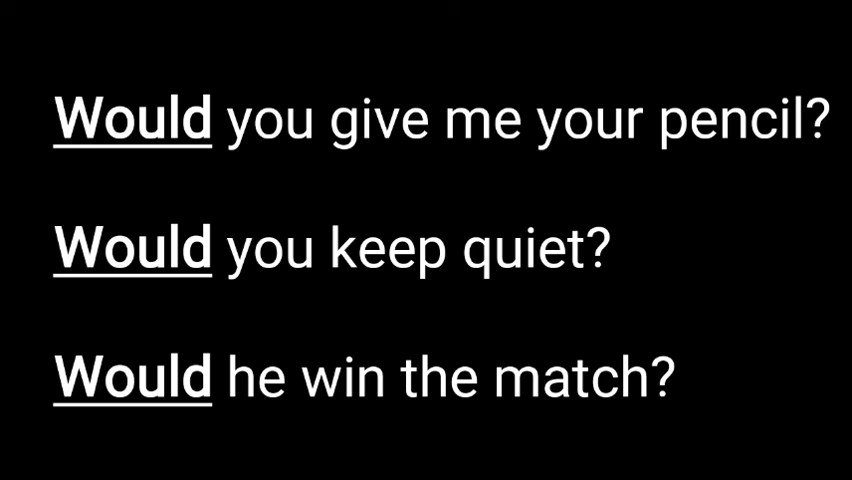 Would you give me your pencil?
Would you keep quiet?
Would he win the match?